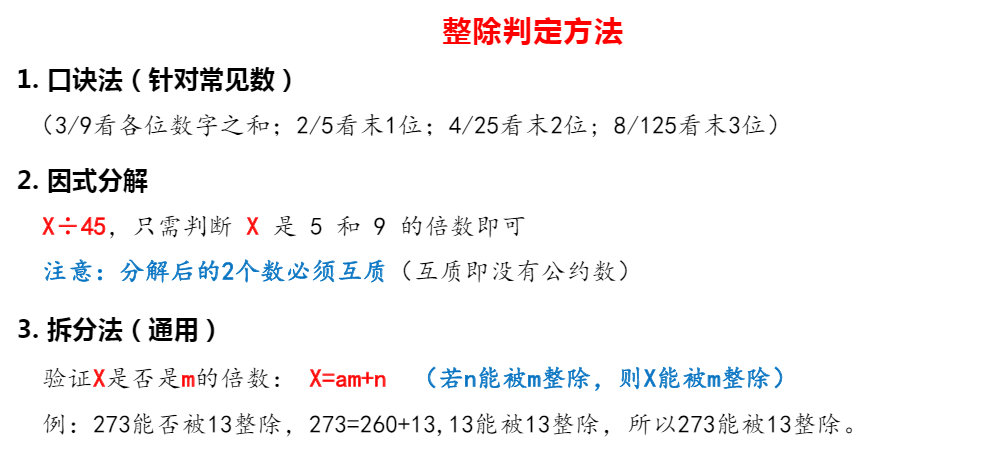 整除判定方法
1. 口诀法（针对常见数）
（3/9看各位数字之和；2/5看末1位；4/25看末2位；8/125看末3位）
2. 因式分解
X÷45，只需判断 X 是 5 和 9 的倍数即可
注意：分解后的2个数必须互质（互质即没有公约数）
3. 拆分法（通用）
验证X是否是m的倍数： X=am+n （若n能被m整除，则X能被m整除）
例：273能否被13整除，273=260+13,13能被13整除，所以273能被13整除。